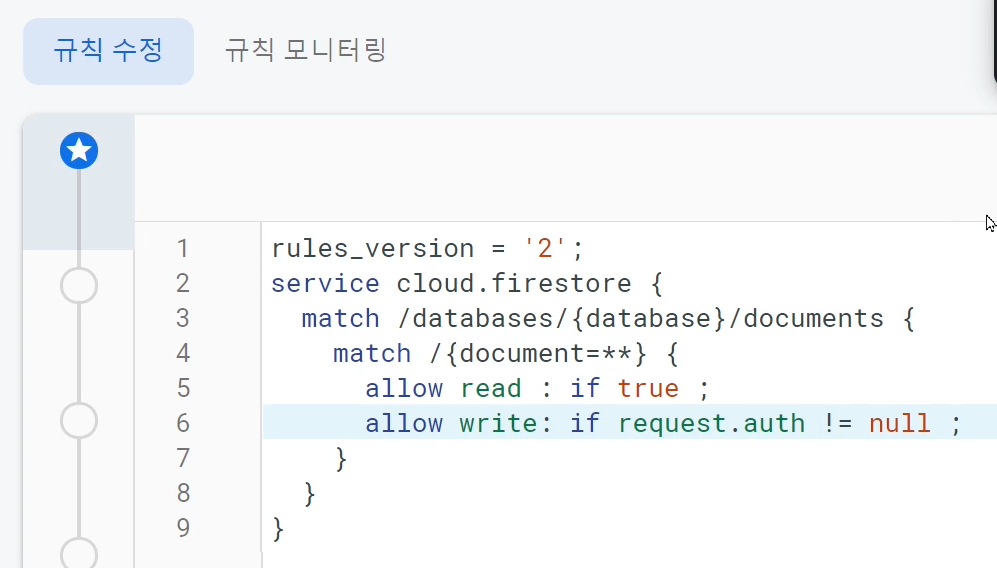 규칙 수정 규칙 모니터링
1 rules_version = '2';
2 service cloud.firestore {
3 match /databases/{database}/documents {
4 match /{document=**} {
5 allow read : if true ;
6 allow write: if request.auth != null ;
7 }
8 }
9 }